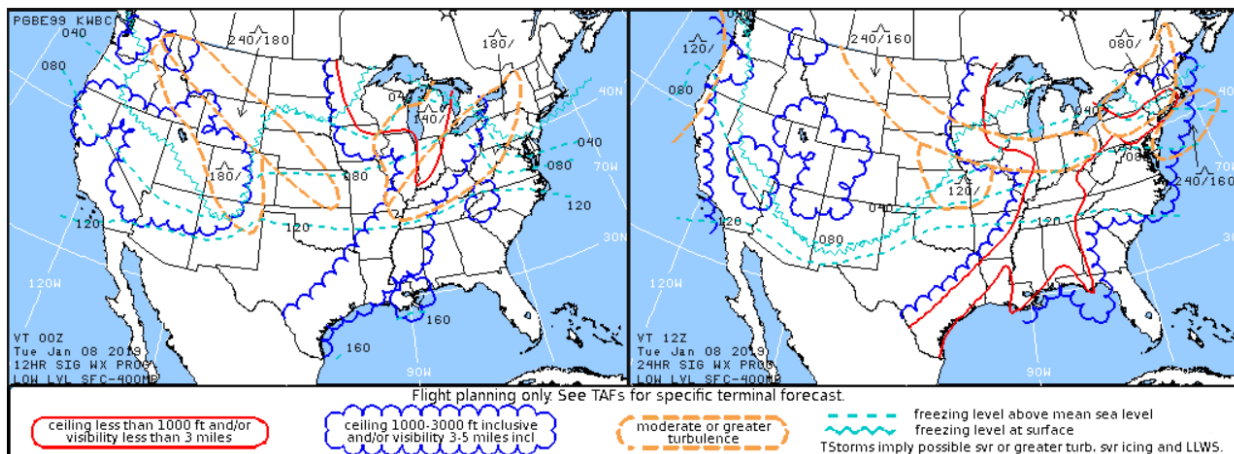 PGBE99 KWBC
040
240/180
180/
080
040
140/
40N
180/
080
040
080
70W
120
120
120
30N
120W
160
160
VT 00Z
Tue Jan 08 2019
12HR SIG WX PROG
LOW LVL SFC-400MB
90W
120/
240/160
080/
080
040
40N
080
70W
120/
240/160
040
120
120
080
30N
120W
VT 12Z
Tue Jan 08 2019
24HR SIG WX PROG
LOW LVL SFC-400MB
90W
Flight planning only. See TAFs for specific terminal forecast.
ceiling less than 1000 ft and/or
visibility less than 3 miles
ceiling 1000-3000 ft inclusive
and/or visibility 3-5 miles incl
moderate or greater
turbulence
freezing level above mean sea level
freezing level at surface
TStorms imply possible svr or greater turb. svr icing and LLWS.